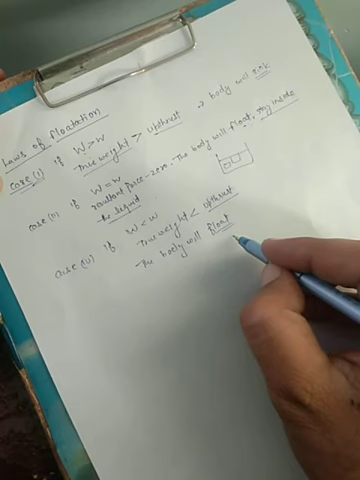 Laws of floatation
case (I) if W > w
True weight > upthrust → body will sink
case (II) if W = w
resultant force - zero - The body will float, stay inside
the liquid
case (III) if W < w
True weight < upthrust
The body will float